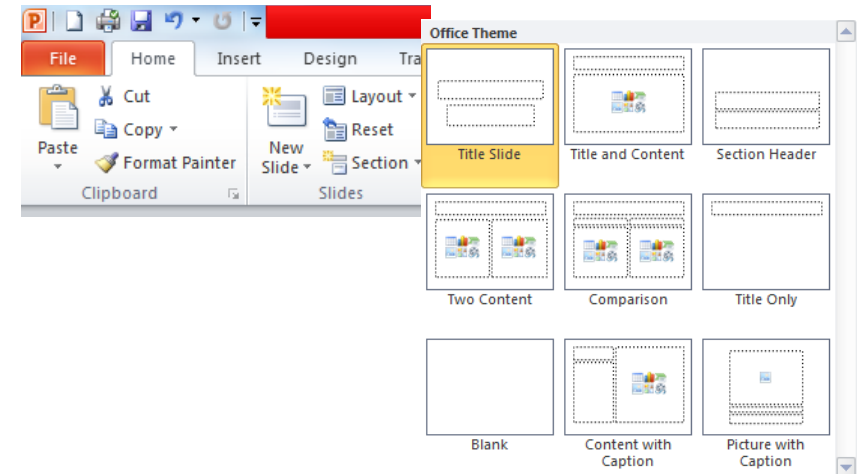 P
File Home Insert Design Tra
Paste
Cut
Copy
Format Painter
Clipboard
New
Slide
Layout
Reset
Section
Slides
Office Theme
Title Slide Title and Content Section Header
Two Content Comparison Title Only
Blank
Content with
Caption
Picture with
Caption